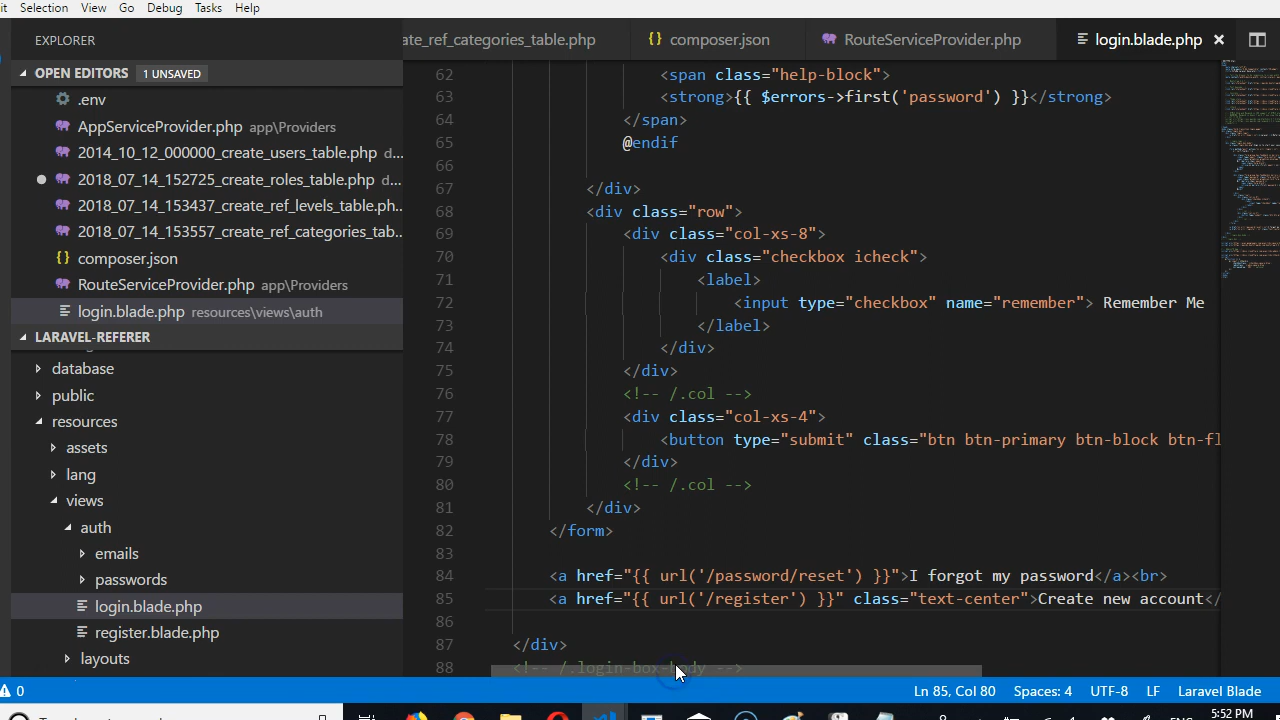 it Selection View Go Debug Tasks Help
EXPLORER
OPEN EDITORS 1 UNSAVED
.env
AppServiceProvider.php app\Providers
2014_10_12_000000_create_users_table.php d...
2018_07_14_152725_create_roles_table.php d...
2018_07_14_153437_create_ref_levels_table.ph...
2018_07_14_153557_create_ref_categories_tab...
{} composer.json
RouteServiceProvider.php app\Providers
login.blade.php resources\views\auth
LARAVEL-REFERER
database
public
resources
assets
lang
views
auth
emails
passwords
login.blade.php
register.blade.php
layouts
ate_ref_categories_table.php {} composer.json RouteServiceProvider.php login.blade.php ×
62 <span class="help-block">
63 <strong>{{ $errors->first('password') }}</strong>
64 </span>
65 @endif
66
67 </div>
68 <div class="row">
69 <div class="col-xs-8">
70 <div class="checkbox icheck">
71 <label>
72 <input type="checkbox" name="remember"> Remember Me
73 </label>
74 </div>
75 </div>
76 <!-- /.col -->
77 <div class="col-xs-4">
78 <button type="submit" class="btn btn-primary btn-block btn-fl
79 </div>
80 <!-- /.col -->
81 </div>
82 </form>
83
84 <a href="{{ url('/password/reset') }}">I forgot my password</a><br>
85 <a href="{{ url('/register') }}" class="text-center">Create new account</
86
87 </div>
88 <!-- /.login-box-body -->
0 Ln 85, Col 80 Spaces: 4 UTF-8 LF Laravel Blade
5:52 PM